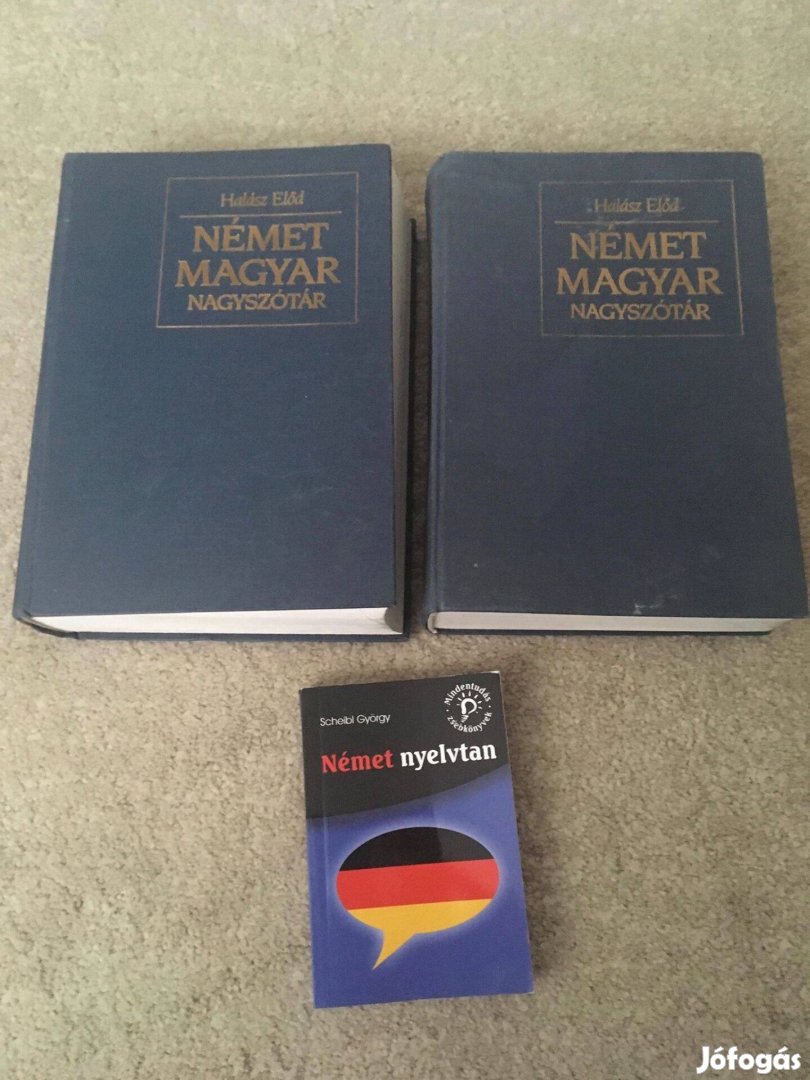 Halász Előd
NÉMET
MAGYAR
NAGYSZÓTÁR
Halász Előd
NÉMET
MAGYAR
NAGYSZÓTÁR
Scheibl György
Mindentudás
zsebkönyvek
Német nyelvtan
Jófogás